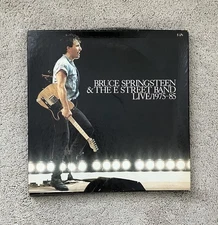 BRUCE SPRINGSTEEN
& THE E STREET BAND
LIVE/1975–85